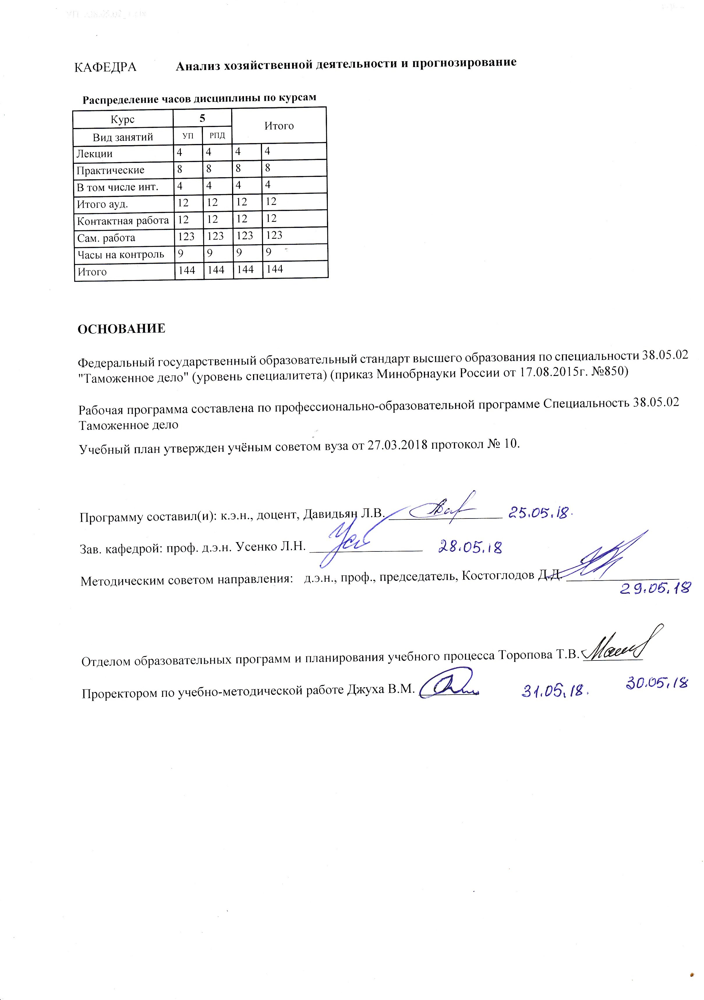 КАФЕДРА Анализ хозяйственной деятельности и прогнозирование
Распределение часов дисциплины по курсам
Курс 5 Итого
Вид занятий УП РПД
Лекции 4 4 4 4
Практические 8 8 8 8
В том числе инт. 4 4 4 4
Итого ауд. 12 12 12 12
Контактная работа 12 12 12 12
Сам. работа 123 123 123 123
Часы на контроль 9 9 9 9
Итого 144 144 144 144
ОСНОВАНИЕ
Федеральный государственный образовательный стандарт высшего образования по специальности 38.05.02
"Таможенное дело" (уровень специалитета) (приказ Минобрнауки России от 17.08.2015г. №850)
Рабочая программа составлена по профессионально-образовательной программе Специальность 38.05.02
Таможенное дело
Учебный план утвержден учёным советом вуза от 27.03.2018 протокол № 10.
Программу составил(и): к.э.н., доцент, Давидьян Л.В. 25.05.18.
Зав. кафедрой: проф. д.э.н. Усенко Л.Н. 28.05.18
Методическим советом направления: д.э.н., проф., председатель, Костоглодов Д.Д.
29.05.18
Отделом образовательных программ и планирования учебного процесса Торопова Т.В.
30.05.18
Проректором по учебно-методической работе Джуха В.М. 31.05.18.